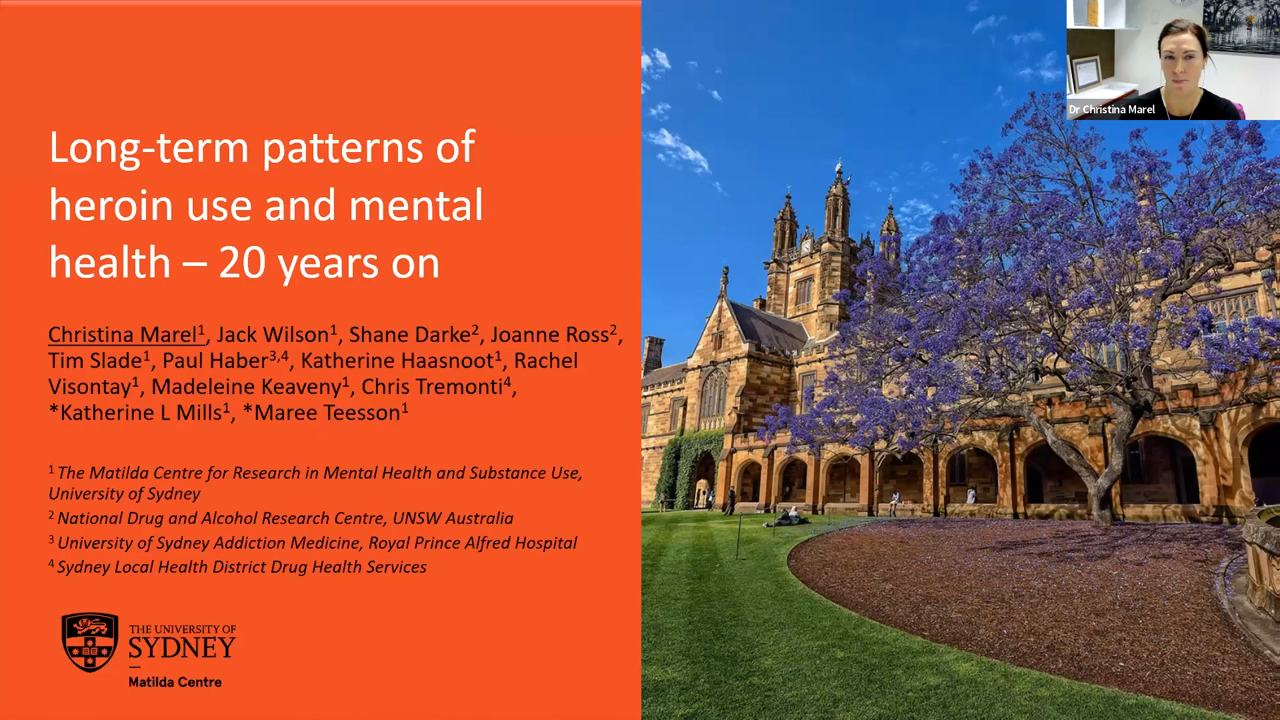 Long-term patterns of
heroin use and mental
health – 20 years on
Christina Marel¹, Jack Wilson¹, Shane Darke², Joanne Ross²,
Tim Slade¹, Paul Haber³,⁴, Katherine Haasnoot¹, Rachel
Visontay¹, Madeleine Keaveny¹, Chris Tremonti⁴,
*Katherine L Mills¹, *Maree Teesson¹
¹ The Matilda Centre for Research in Mental Health and Substance Use,
University of Sydney
² National Drug and Alcohol Research Centre, UNSW Australia
³ University of Sydney Addiction Medicine, Royal Prince Alfred Hospital
⁴ Sydney Local Health District Drug Health Services
THE UNIVERSITY OF
SYDNEY
Matilda Centre
Dr Christina Marel